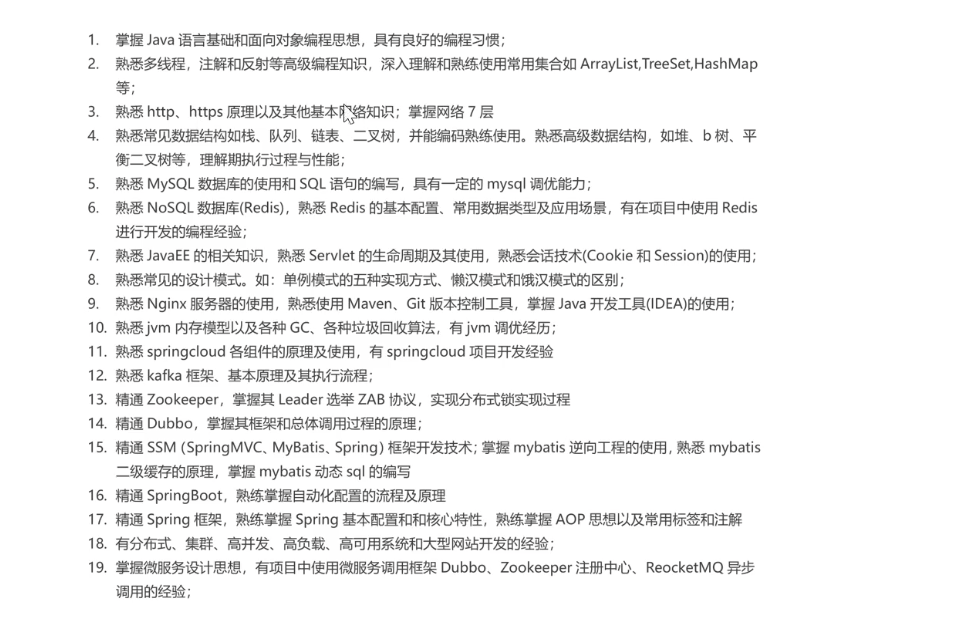 1. 掌握 Java 语言基础和面向对象编程思想，具有良好的编程习惯；
2. 熟悉多线程，注解和反射等高级编程知识，深入理解和熟练使用常用集合如 ArrayList,TreeSet,HashMap
等；
3. 熟悉 http、https 原理以及其他基本网络知识；掌握网络 7 层
4. 熟悉常见数据结构如栈、队列、链表、二叉树，并能编码熟练使用。熟悉高级数据结构，如堆、b 树、平
衡二叉树等，理解期执行过程与性能；
5. 熟悉 MySQL 数据库的使用和 SQL 语句的编写，具有一定的 mysql 调优能力；
6. 熟悉 NoSQL 数据库(Redis)，熟悉 Redis 的基本配置、常用数据类型及应用场景，有在项目中使用 Redis
进行开发的编程经验；
7. 熟悉 JavaEE 的相关知识，熟悉 Servlet 的生命周期及其使用，熟悉会话技术(Cookie 和 Session)的使用；
8. 熟悉常见的设计模式。如：单例模式的五种实现方式、懒汉模式和饿汉模式的区别；
9. 熟悉 Nginx 服务器的使用，熟悉使用 Maven、Git 版本控制工具，掌握 Java 开发工具(IDEA)的使用；
10. 熟悉 jvm 内存模型以及各种 GC、各种垃圾回收算法，有 jvm 调优经历；
11. 熟悉 springcloud 各组件的原理及使用，有 springcloud 项目开发经验
12. 熟悉 kafka 框架、基本原理及其执行流程；
13. 精通 Zookeeper，掌握其 Leader 选举 ZAB 协议，实现分布式锁实现过程
14. 精通 Dubbo，掌握其框架和总体调用过程的原理；
15. 精通 SSM（SpringMVC、MyBatis、Spring）框架开发技术；掌握 mybatis 逆向工程的使用，熟悉 mybatis
二级缓存的原理，掌握 mybatis 动态 sql 的编写
16. 精通 SpringBoot，熟练掌握自动化配置的流程及原理
17. 精通 Spring 框架，熟练掌握 Spring 基本配置和和核心特性，熟练掌握 AOP 思想以及常用标签和注解
18. 有分布式、集群、高并发、高负载、高可用系统和大型网站开发的经验；
19. 掌握微服务设计思想，有项目中使用微服务调用框架 Dubbo、Zookeeper 注册中心、ReocketMQ 异步
调用的经验；